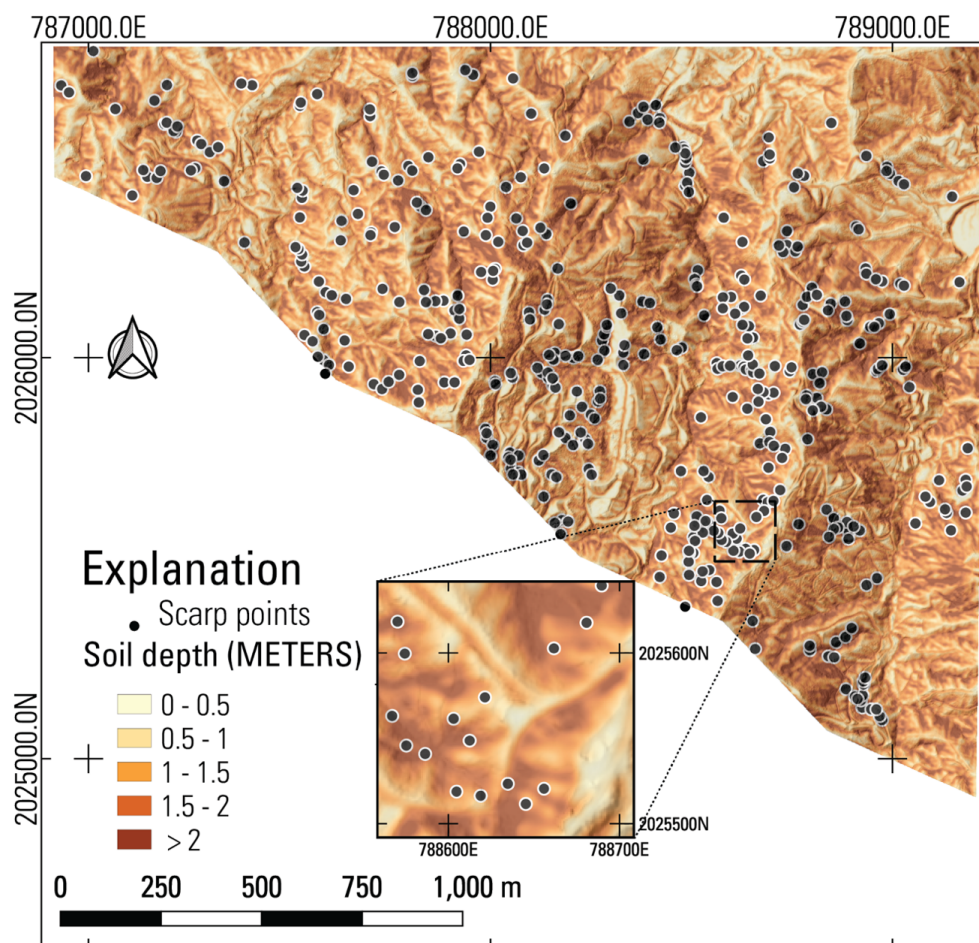 787000.0E 788000.0E 789000.0E
2026000.0N
2025000.0N
Explanation
Scarp points
Soil depth (METERS)
0 - 0.5
0.5 - 1
1 - 1.5
1.5 - 2
> 2
0 250 500 750 1,000 m
2025600N
2025500N
788600E 788700E